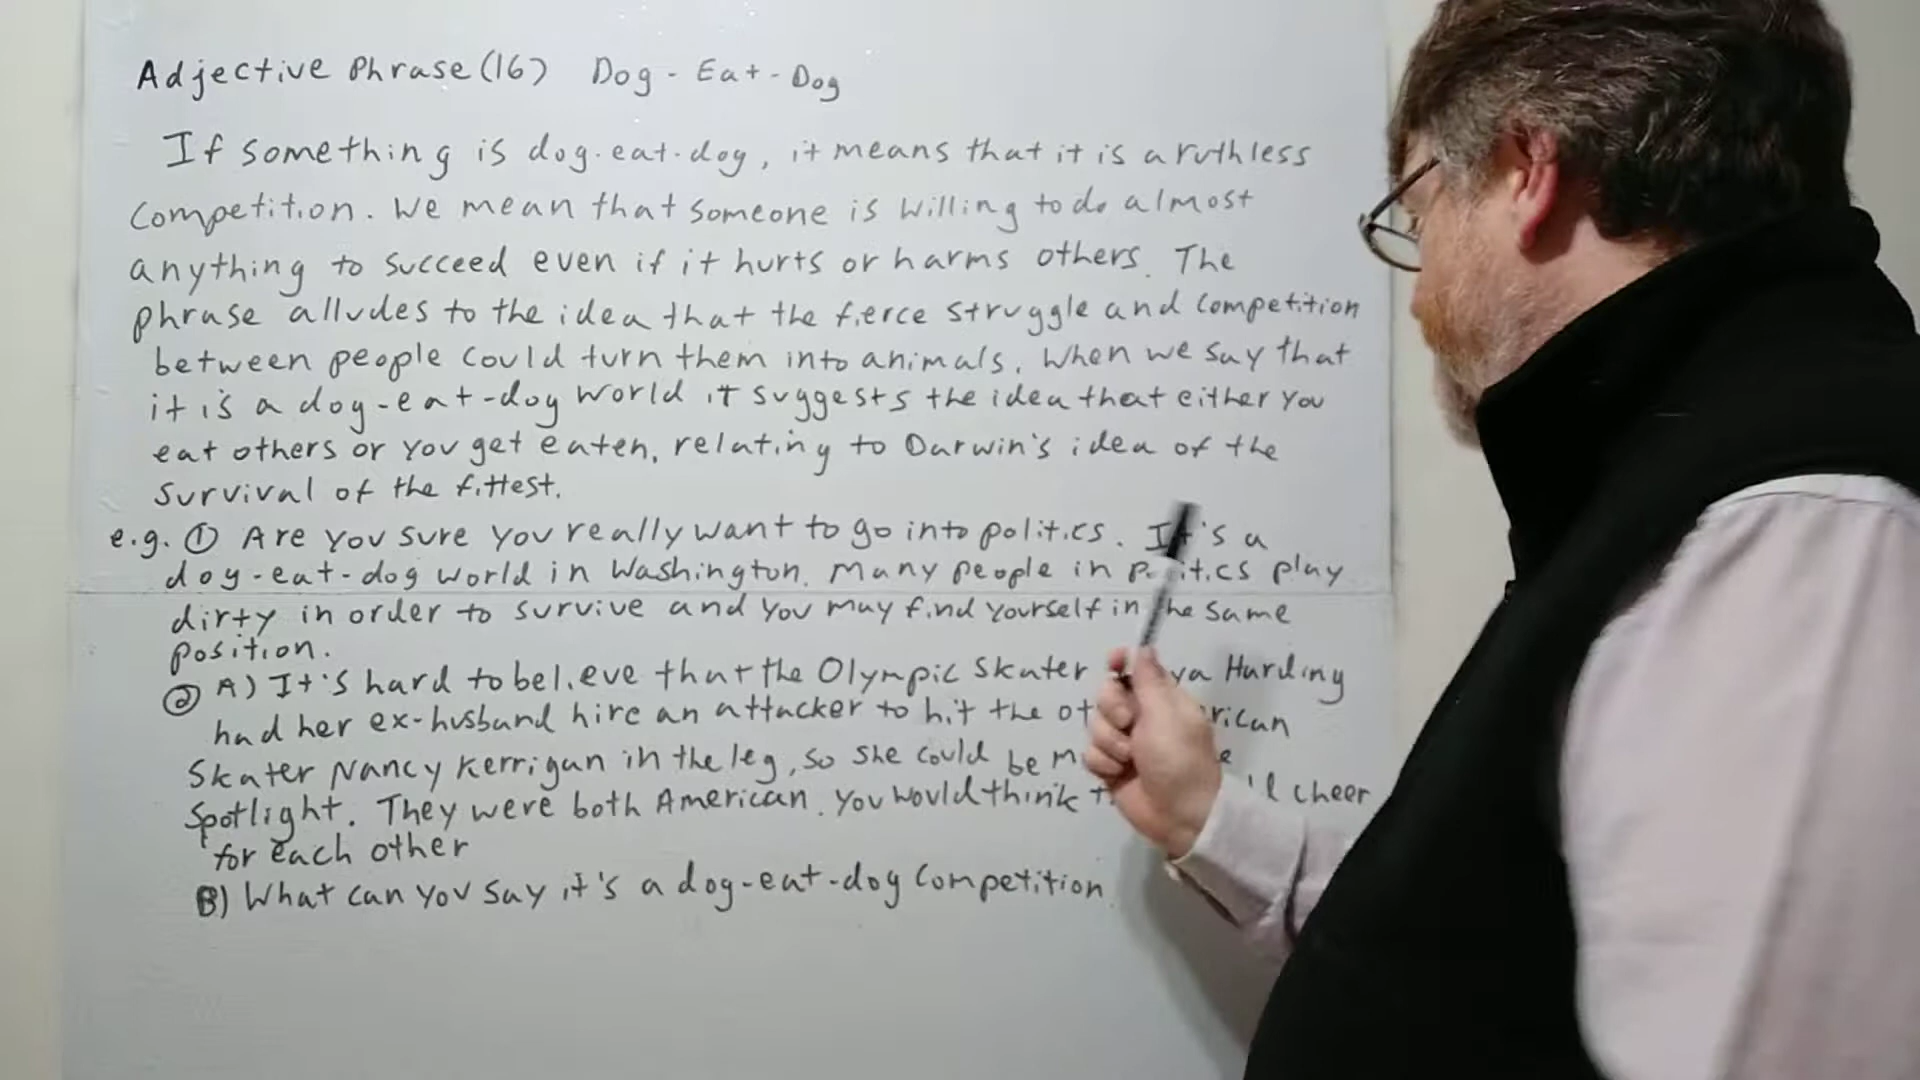 Adjective Phrase (16) Dog-Eat-Dog
If something is dog-eat-dog, it means that it is a ruthless
competition. We mean that someone is willing to do almost
anything to succeed even if it hurts or harms others. The
phrase alludes to the idea that the fierce struggle and competition
between people could turn them into animals. When we say that
it is a dog-eat-dog world it suggests the idea that either you
eat others or you get eaten, relating to Darwin's idea of the
survival of the fittest.
e.g. ① Are you sure you really want to go into politics. It's a
dog-eat-dog world in Washington. Many people in politics play
dirty in order to survive and you may find yourself in the same
position.
② A) It's hard to believe that the Olympic skater Harding
had her ex-husband hire an attacker to hit the
skater Nancy Kerrigan in the leg, so she could be
spotlight. They were both American. You would think cheer
for each other
B) What can you say it's a dog-eat-dog competition